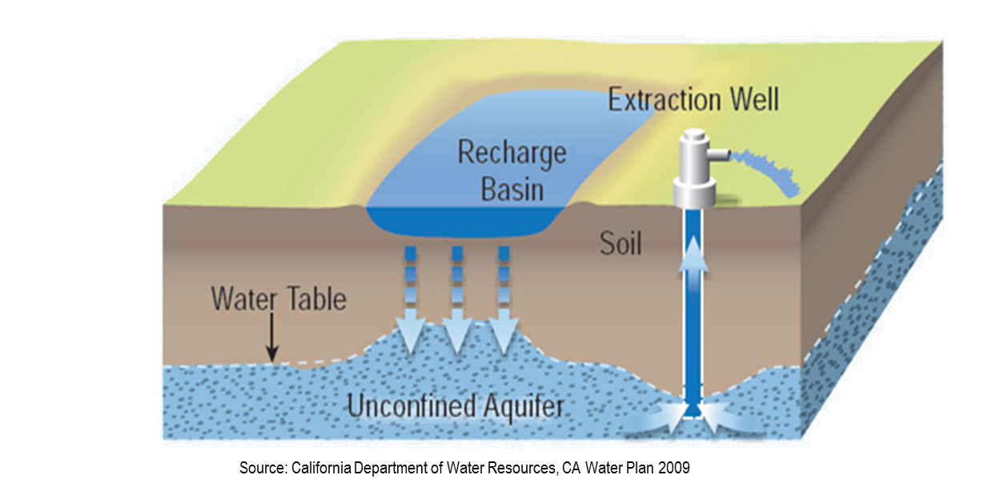 Extraction Well
Recharge
Basin
Soil
Water Table
Unconfined Aquifer
Source: California Department of Water Resources, CA Water Plan 2009